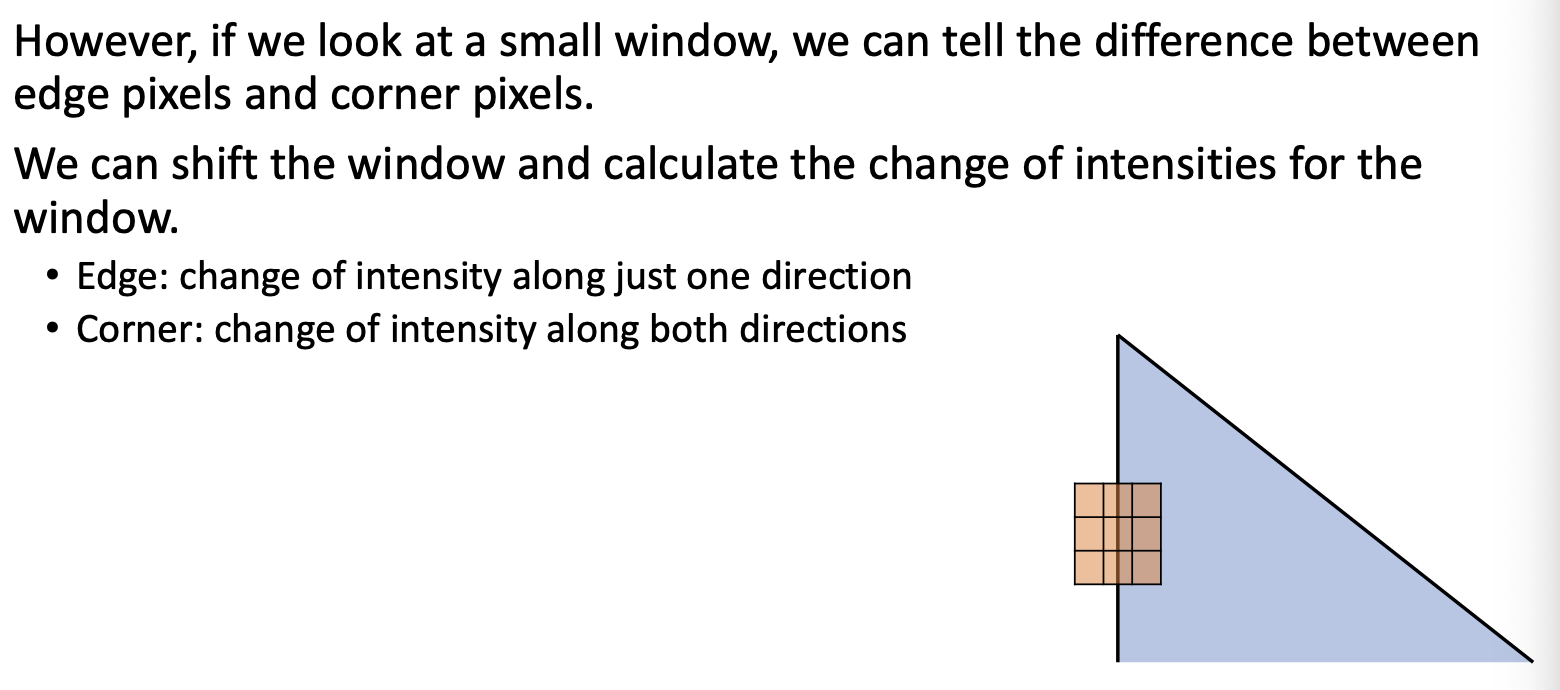 However, if we look at a small window, we can tell the difference between
edge pixels and corner pixels.
We can shift the window and calculate the change of intensities for the
window.
• Edge: change of intensity along just one direction
• Corner: change of intensity along both directions